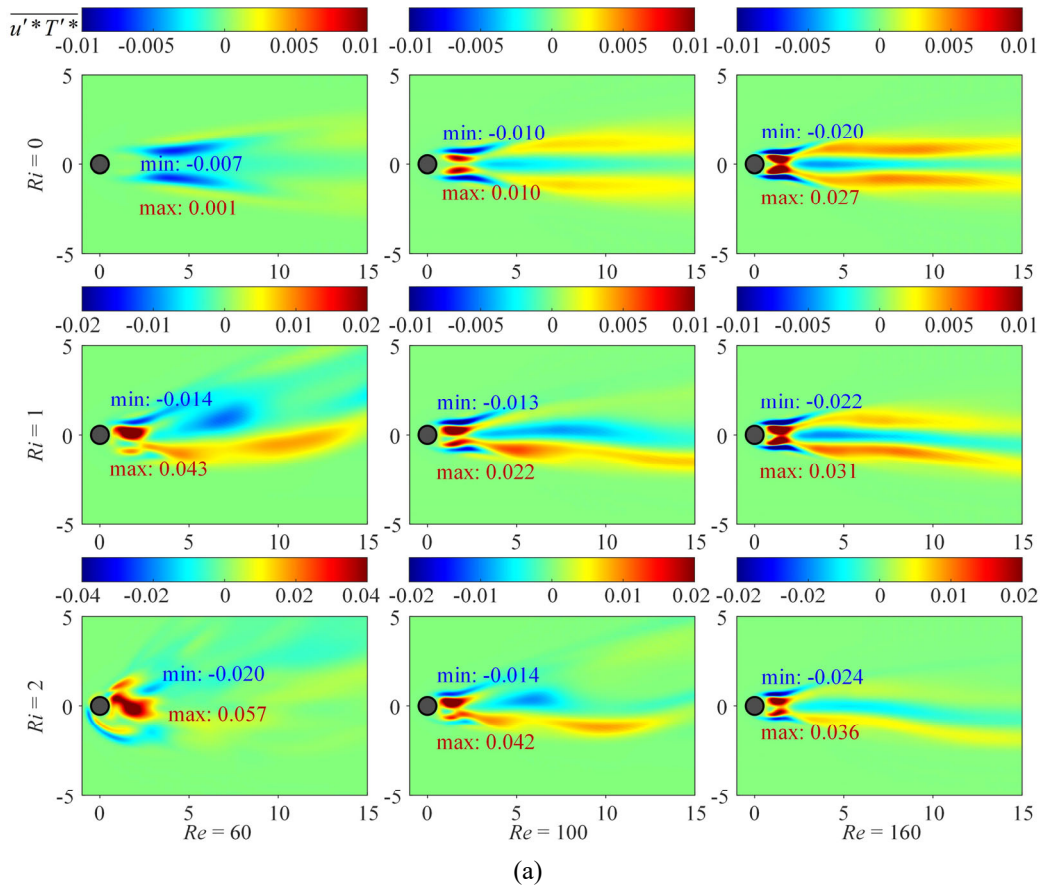 u'*T'*
-0.01 -0.005 0 0.005 0.01
-0.01 -0.005 0 0.005 0.01
-0.01 -0.005 0 0.005 0.01
Ri = 0
5
0
-5
min: -0.007
max: 0.001
0 5 10 15
5
0
-5
min: -0.010
max: 0.010
0 5 10 15
5
0
-5
min: -0.020
max: 0.027
0 5 10 15
-0.02 -0.01 0 0.01 0.02
-0.01 -0.005 0 0.005 0.01
-0.01 -0.005 0 0.005 0.01
Ri = 1
5
0
-5
min: -0.014
max: 0.043
0 5 10 15
5
0
-5
min: -0.013
max: 0.022
0 5 10 15
5
0
-5
min: -0.022
max: 0.031
0 5 10 15
-0.04 -0.02 0 0.02 0.04
-0.02 -0.01 0 0.01 0.02
-0.02 -0.01 0 0.01 0.02
Ri = 2
5
0
-5
min: -0.020
max: 0.057
0 5 10 15
Re = 60
5
0
-5
min: -0.014
max: 0.042
0 5 10 15
Re = 100
5
0
-5
min: -0.024
max: 0.036
0 5 10 15
Re = 160
(a)